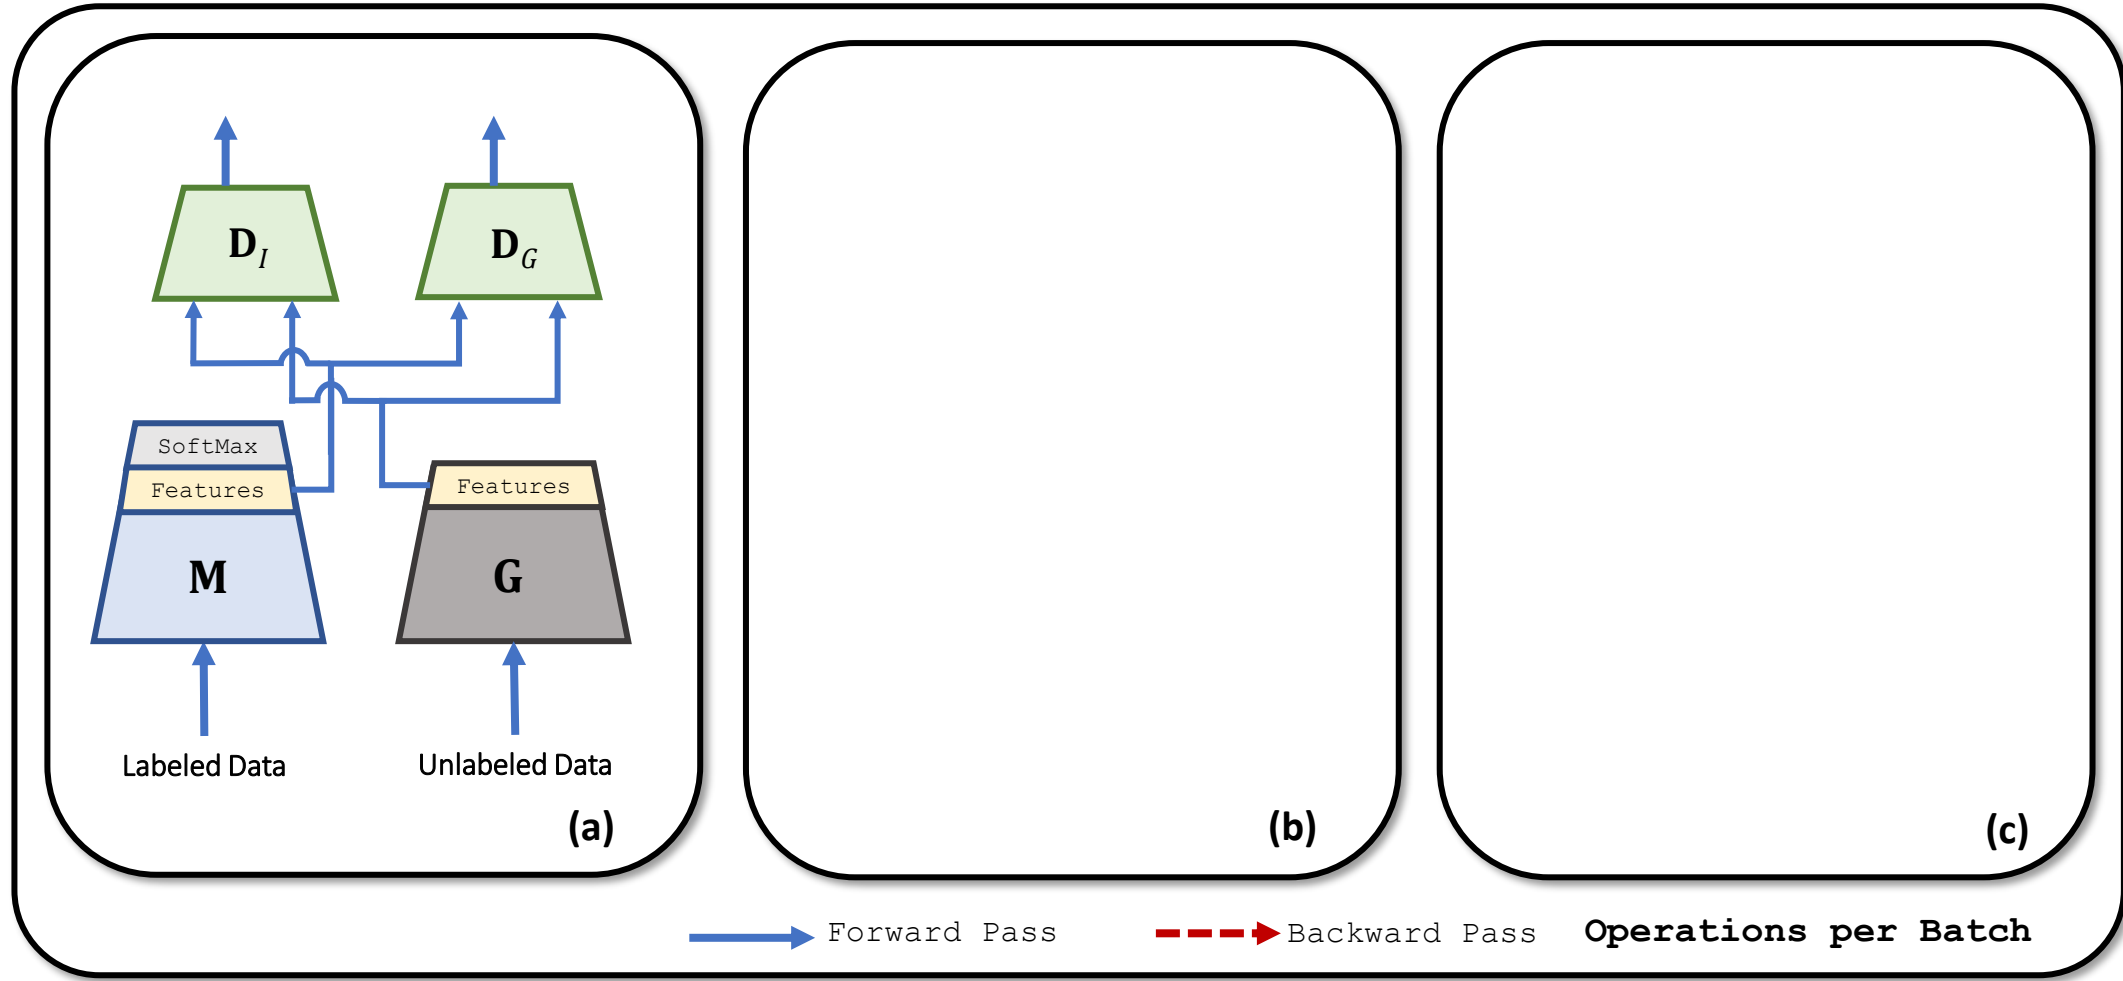 D_I
D_G
SoftMax
Features
Features
M
G
Labeled Data
Unlabeled Data
(a)
(b)
(c)
Forward Pass
Backward Pass
Operations per Batch